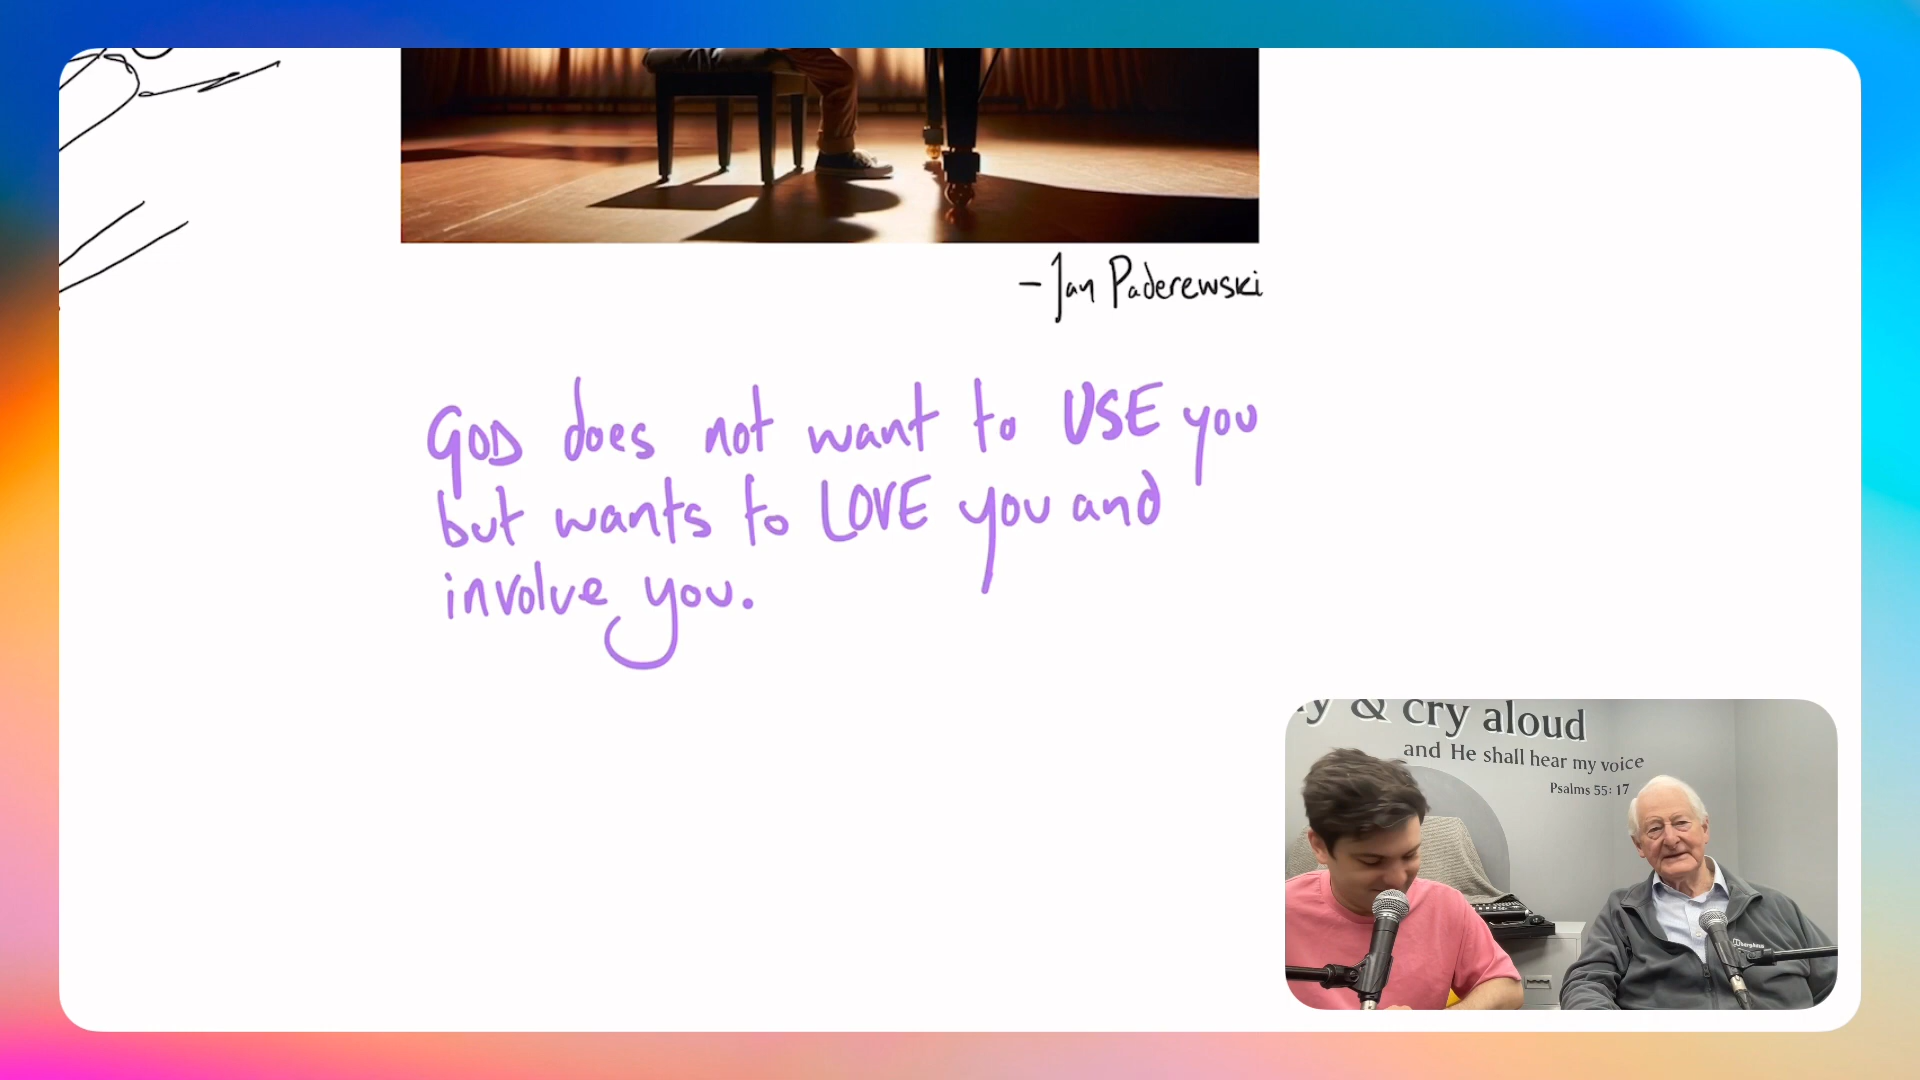 - Jan Paderewski
GOD does not want to USE you
but wants to LOVE you and
involve you.
& cry aloud
and He shall hear my voice
Psalms 55:17
berghaus